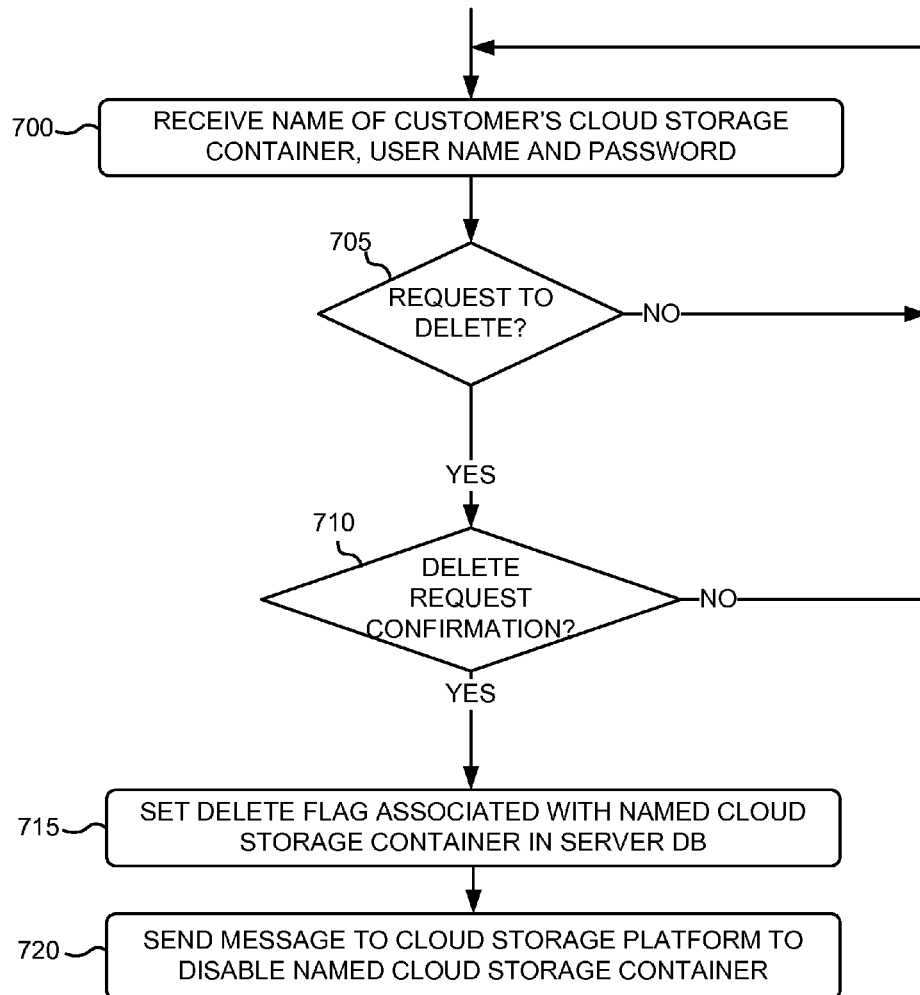 700
RECEIVE NAME OF CUSTOMER'S CLOUD STORAGE
CONTAINER, USER NAME AND PASSWORD
705
REQUEST TO
DELETE?
NO
YES
710
DELETE
REQUEST
CONFIRMATION?
NO
YES
715
SET DELETE FLAG ASSOCIATED WITH NAMED CLOUD
STORAGE CONTAINER IN SERVER DB
720
SEND MESSAGE TO CLOUD STORAGE PLATFORM TO
DISABLE NAMED CLOUD STORAGE CONTAINER